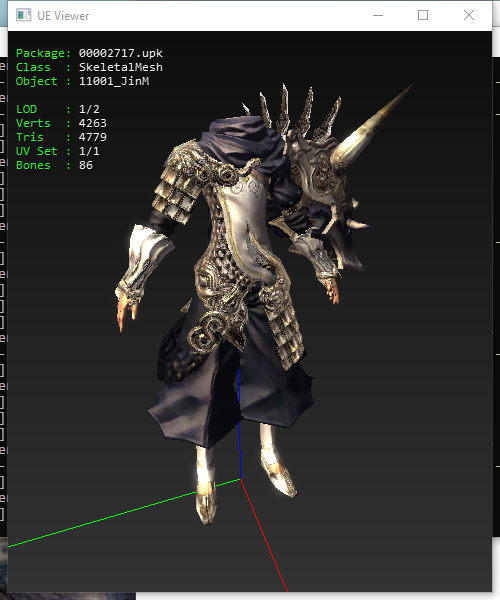 UE Viewer
Package: 00002717.upk
Class : SkeletalMesh
Object : 11001_JinM
LOD : 1/2
Verts : 4263
Tris : 4779
UV Set : 1/1
Bones : 86